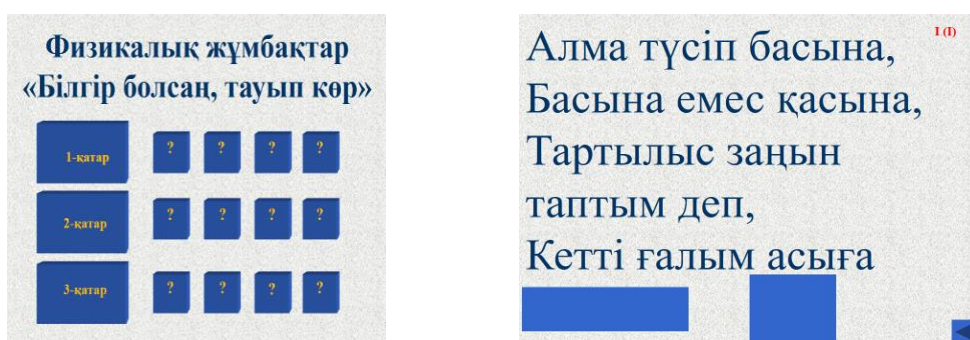 Физикалық жұмбақтар
«Білгір болсаң, тауып көр»
1-қатар ? ? ? ?
2-қатар ? ? ? ?
3-қатар ? ? ? ?
1 (I)
Алма түсіп басына,
Басына емес қасына,
Тартылыс заңын
таптым деп,
Кетті ғалым асыға